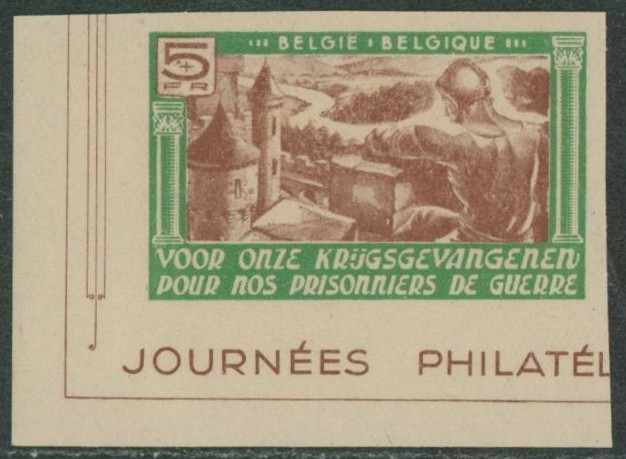 BELGIË BELGIQUE
5+
FR
VOOR ONZE KRIJGSGEVANGENEN
POUR NOS PRISONNIERS DE GUERRE
JOURNÉES PHILATÉL